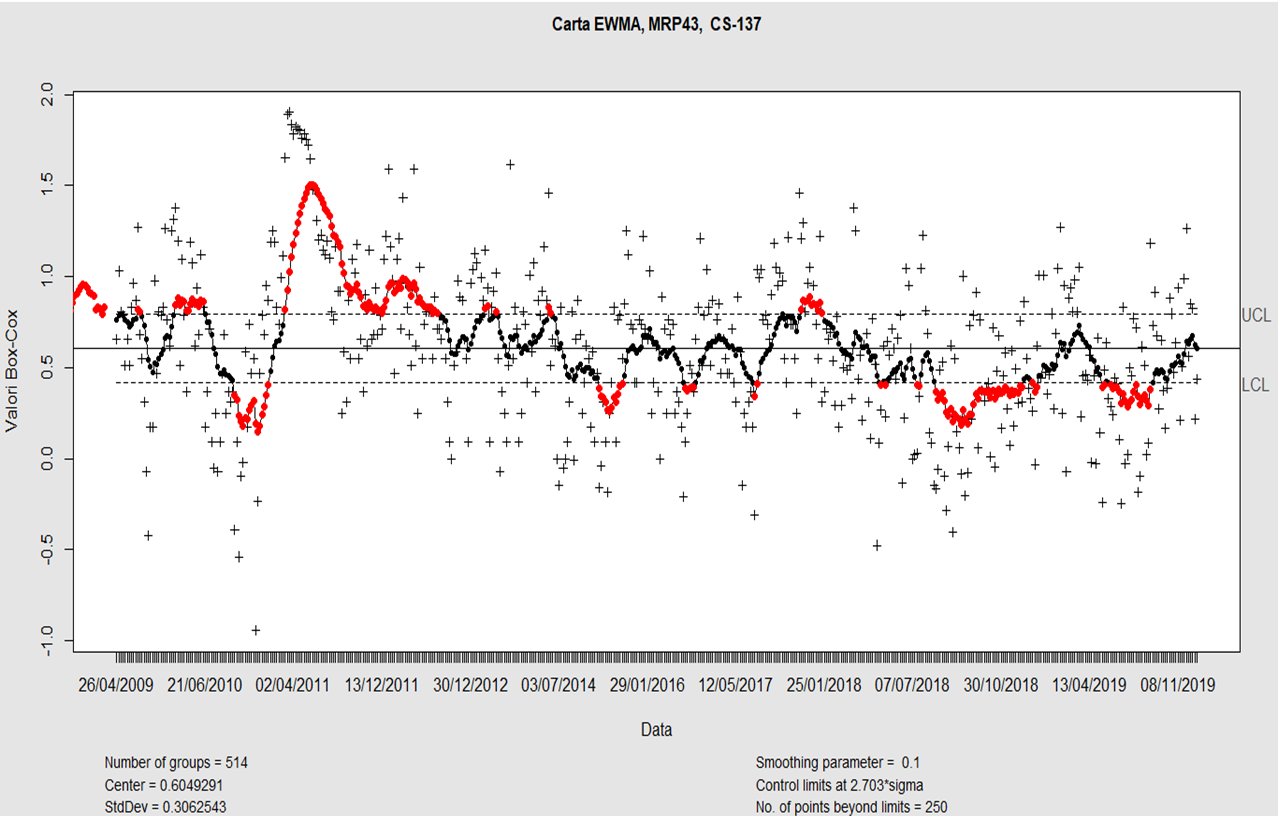 Carta EWMA, MRP43, CS-137
Valori Box-Cox
2.0
1.5
1.0
0.5
0.0
-0.5
-1.0
UCL
LCL
26/04/2009 21/06/2010 02/04/2011 13/12/2011 30/12/2012 03/07/2014 29/01/2016 12/05/2017 25/01/2018 07/07/2018 30/10/2018 13/04/2019 08/11/2019
Data
Number of groups = 514
Center = 0.6049291
StdDev = 0.3062543
Smoothing parameter = 0.1
Control limits at 2.703*sigma
No. of points beyond limits = 250